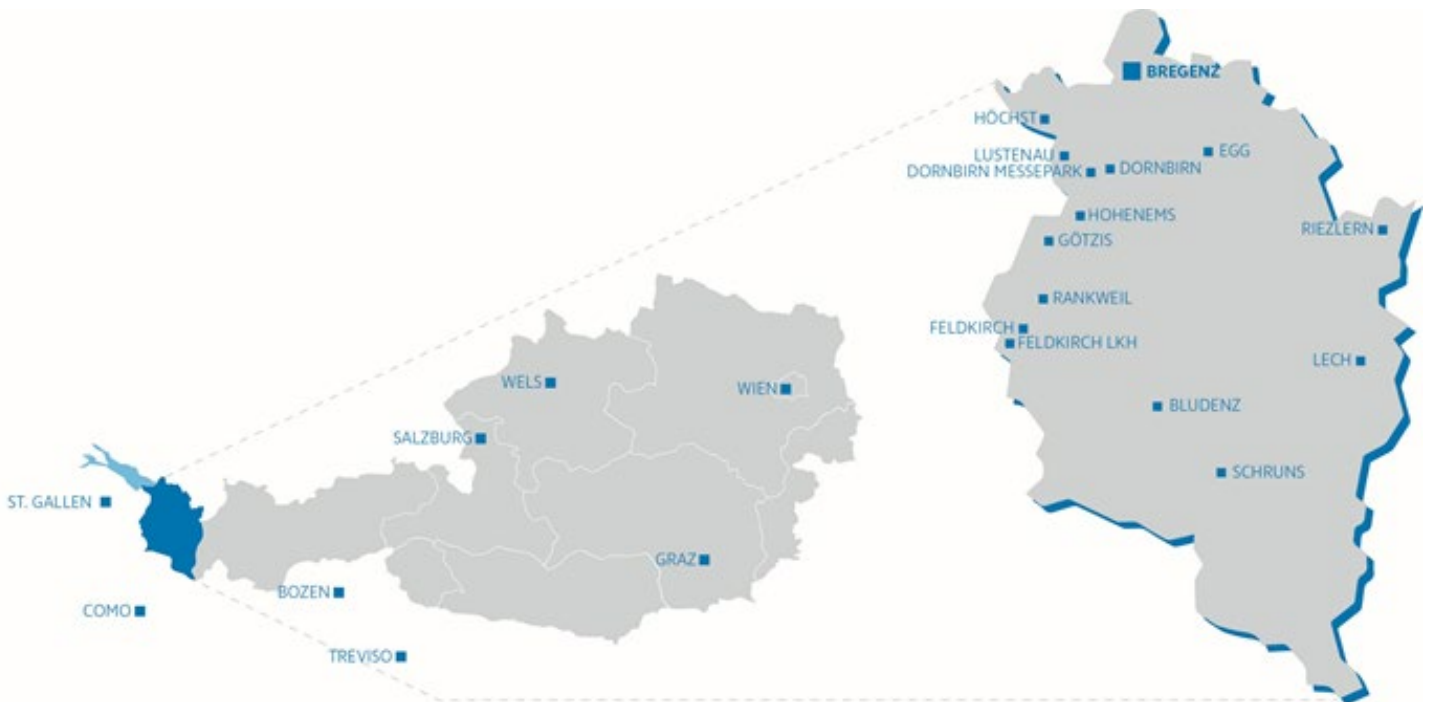 BREGENZ
HÖCHST
LUSTENAU
EGG
DORNBIRN MESSEPARK
DORNBIRN
HOHENEMS
RIEZLERN
GÖTZIS
RANKWEIL
FELDKIRCH
FELDKIRCH LKH
LECH
BLUDENZ
SCHRUNS
WELS
WIEN
SALZBURG
ST. GALLEN
GRAZ
BOZEN
COMO
TREVISO